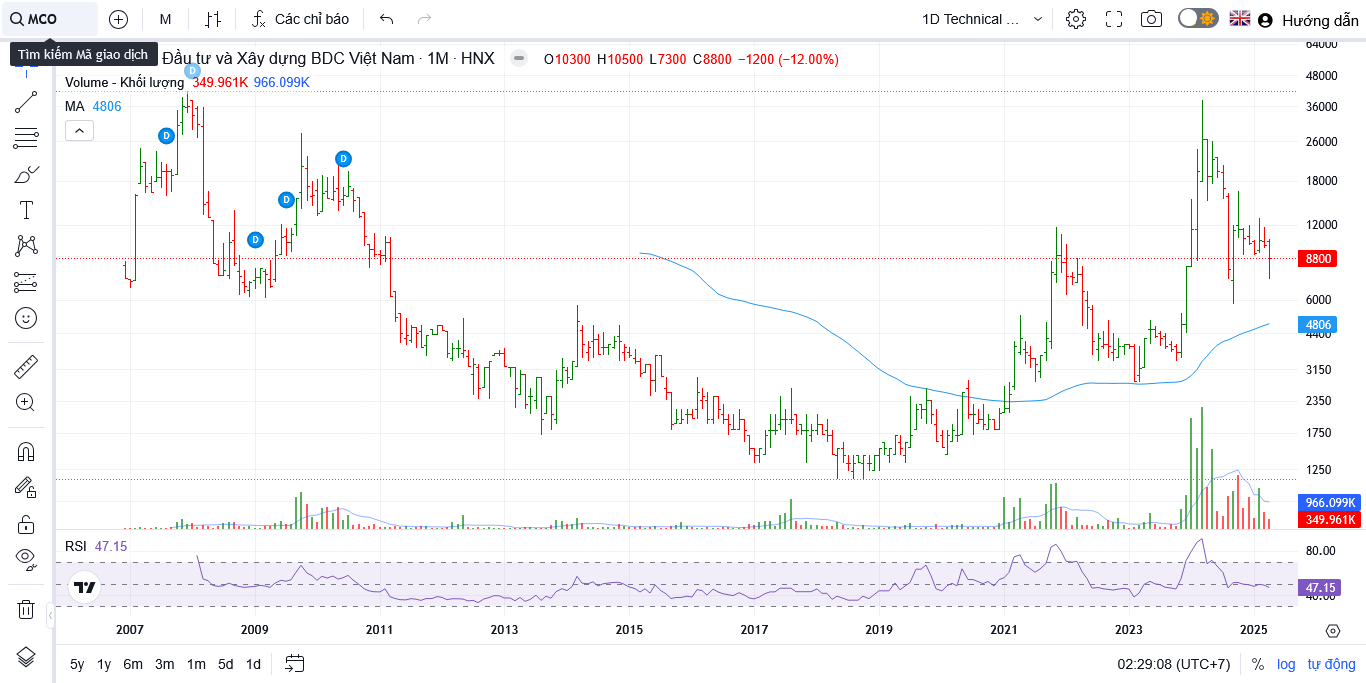 MCO M Các chỉ báo 1D Technical ... Hướng dẫn
Tìm kiếm Mã giao dịch
Đầu tư và Xây dựng BDC Việt Nam · 1M · HNX O10300 H10500 L7300 C8800 −1200 (−12.00%)
Volume - Khối lượng 349.961K 966.099K
MA 4806
D
D
D
D
D
64000
48000
36000
26000
18000
12000
8800
6000
4806
4400
3150
2350
1750
1250
966.099K
349.961K
RSI 47.15
80.00
47.15
40.00
2007 2009 2011 2013 2015 2017 2019 2021 2023 2025
5y 1y 6m 3m 1m 5d 1d 02:29:08 (UTC+7) % log tự động